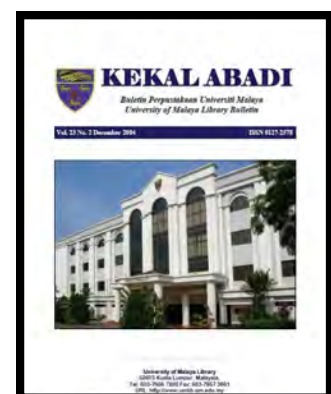 KEKAL ABADI
Buletin Perpustakaan Universiti Malaya
University of Malaya Library Bulletin
Vol. 23 No. 2 December 2004 ISSN 0127-2578
University of Malaya Library
Kuala Lumpur, Malaysia